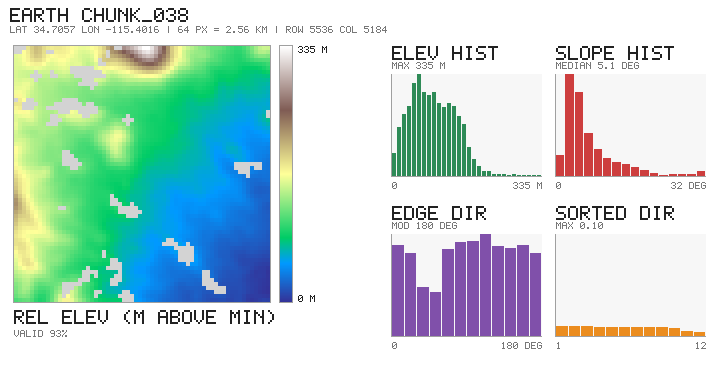 EARTH CHUNK_038
LAT 34.7057 LON -115.4016 | 64 PX = 2.56 KM | ROW 5536 COL 5184
335 M
0 M
REL ELEV (M ABOVE MIN)
VALID 93%
ELEV HIST
MAX 335 M
0 335 M
SLOPE HIST
MEDIAN 5.1 DEG
0 32 DEG
EDGE DIR
MOD 180 DEG
0 180 DEG
SORTED DIR
MAX 0.10
1 12